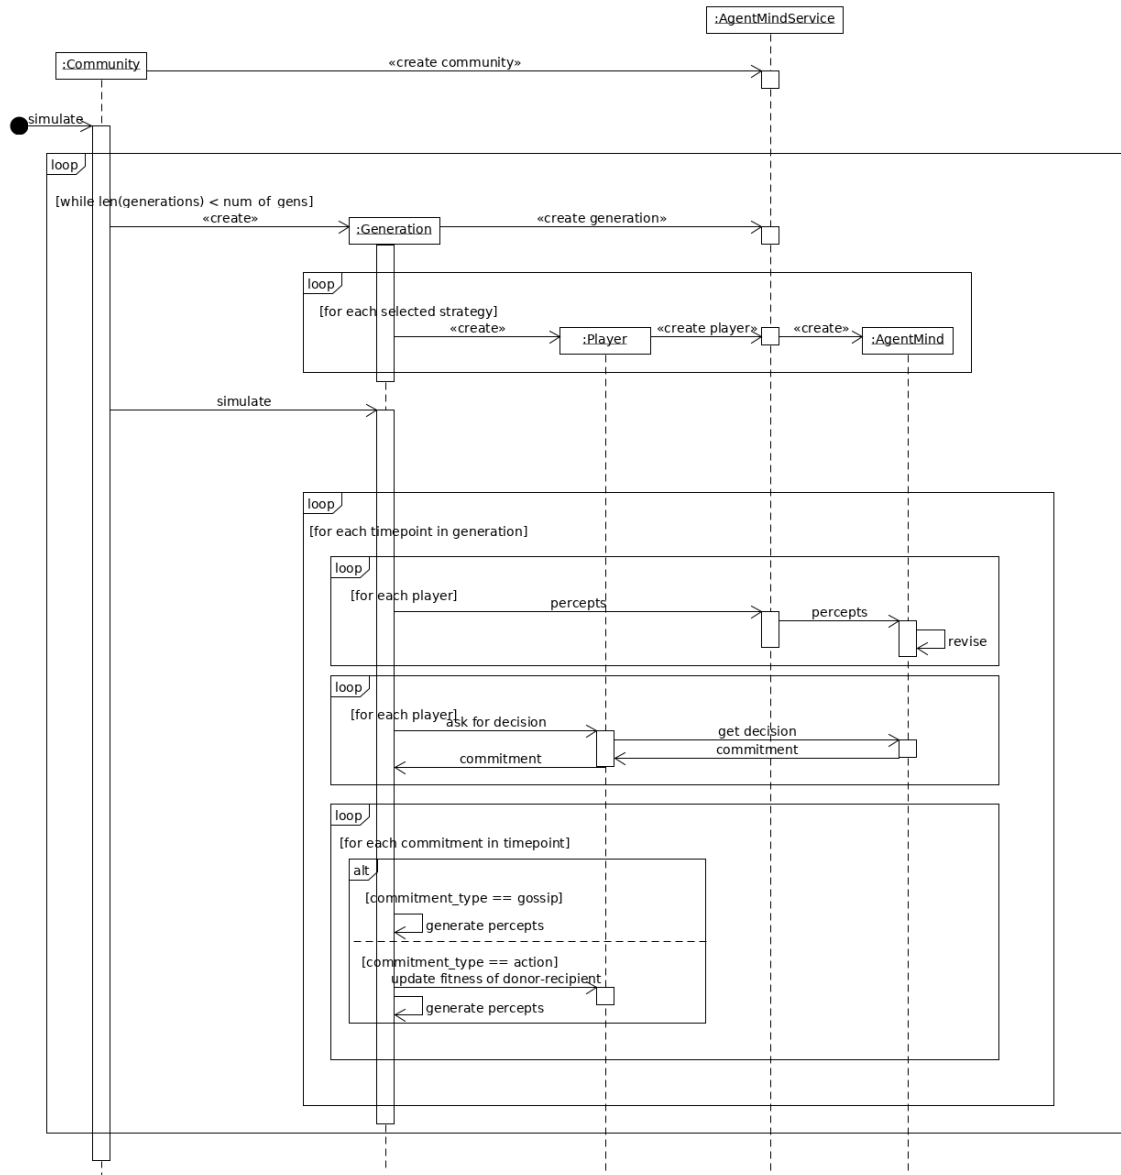 :AgentMindService
:Community
«create community»
simulate
loop
[while len(generations) < num_of_gens]
«create»
:Generation
«create generation»
loop
[for each selected strategy]
«create»
:Player
«create player»
«create»
:AgentMind
simulate
loop
[for each timepoint in generation]
loop
[for each player]
percepts
percepts
revise
loop
[for each player]
ask for decision
get decision
commitment
commitment
loop
[for each commitment in timepoint]
alt
[commitment_type == gossip]
generate percepts
[commitment_type == action]
update fitness of donor-recipient
generate percepts